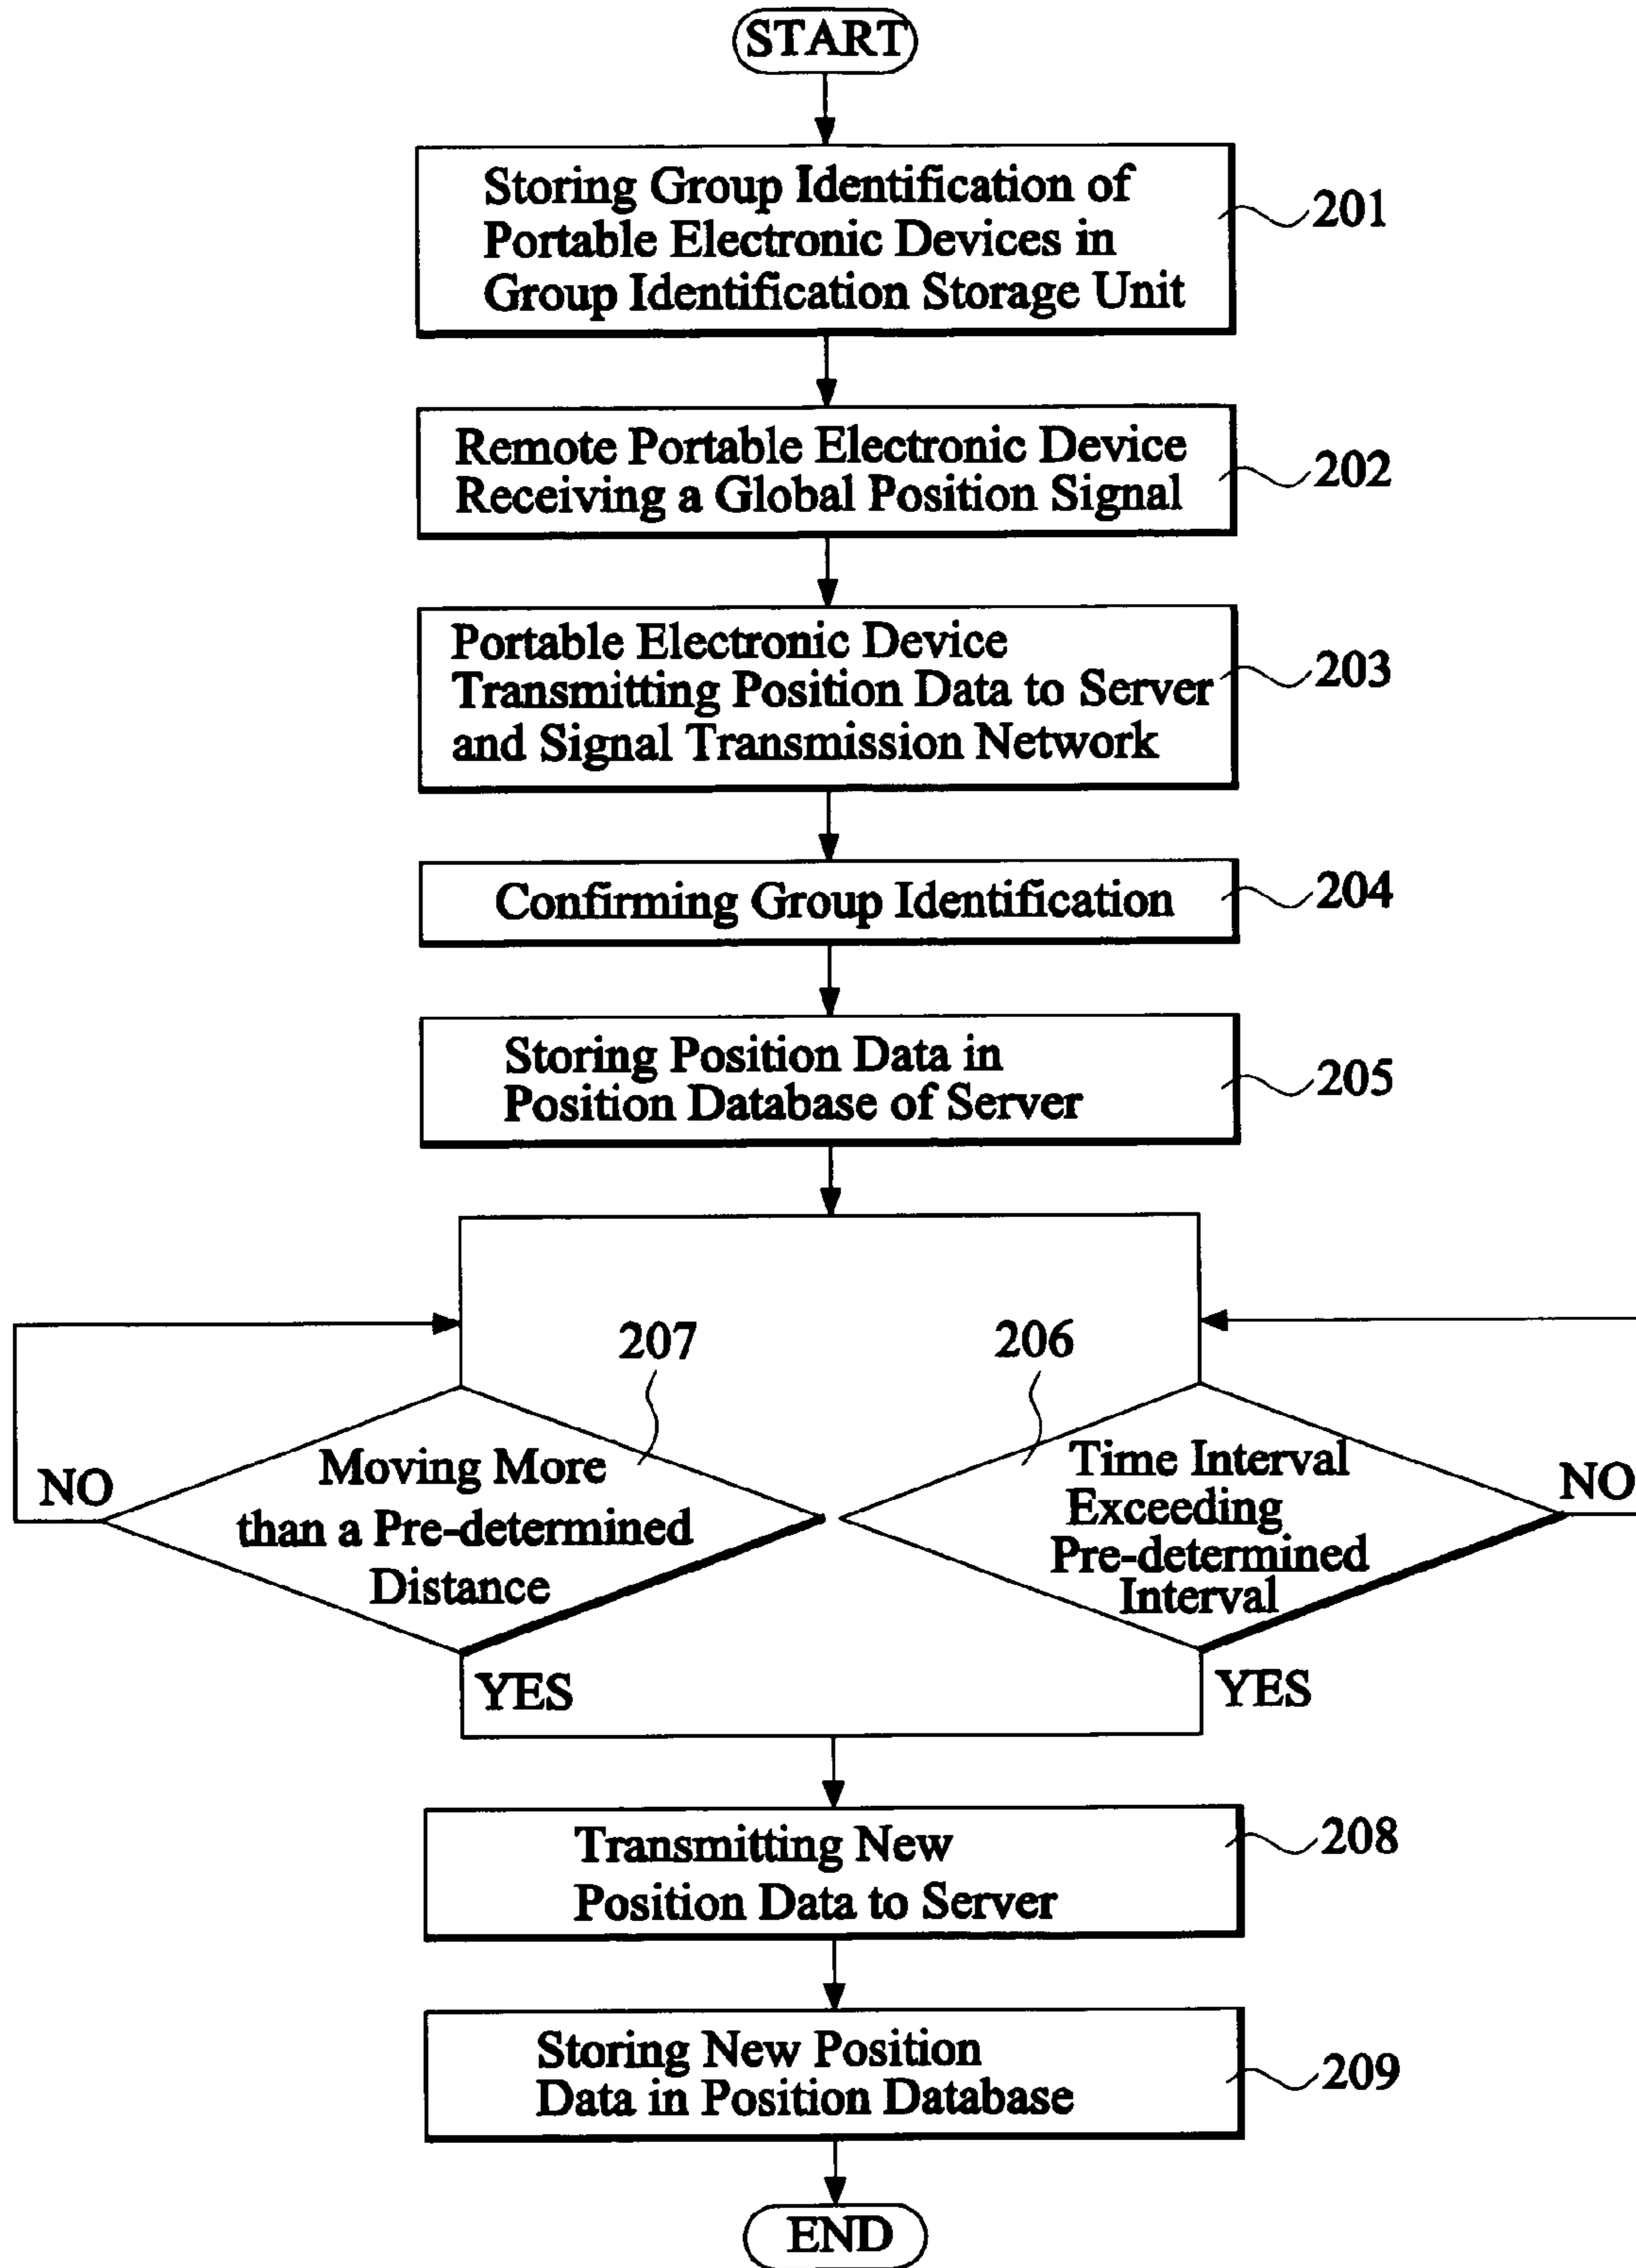 START
Storing Group Identification of
Portable Electronic Devices in
Group Identification Storage Unit
201
Remote Portable Electronic Device
Receiving a Global Position Signal
202
Portable Electronic Device
Transmitting Position Data to Server
and Signal Transmission Network
203
Confirming Group Identification
204
Storing Position Data in
Position Database of Server
205
207
206
NO
Moving More
than a Pre-determined
Distance
Time Interval
Exceeding
Pre-determined
Interval
NO
YES
YES
Transmitting New
Position Data to Server
208
Storing New Position
Data in Position Database
209
END